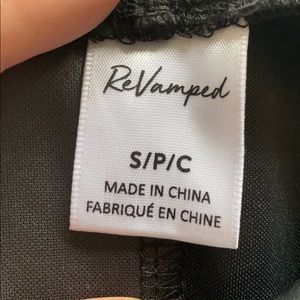 ReVamped
S/P/C
MADE IN CHINA
FABRIQUÉ EN CHINE